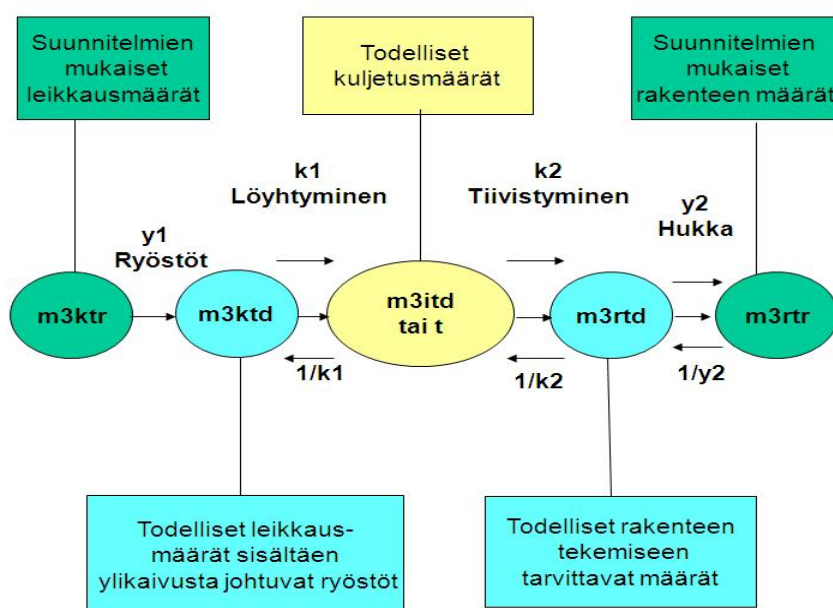 Suunnitelmien
mukaiset
leikkausmäärät
Todelliset
kuljetusmäärät
Suunnitelmien
mukaiset
rakenteen määrät
k1
Löyhtyminen
k2
Tiivistyminen
y1
Ryöstöt
y2
Hukka
m3ktr
m3ktd
m3itd
tai t
m3rtd
m3rtr
1/k1
1/k2
1/y2
Todelliset leikkaus-
määrät sisältäen
ylikaivusta johtuvat ryöstöt
Todelliset rakenteen
tekemiseen
tarvittavat määrät